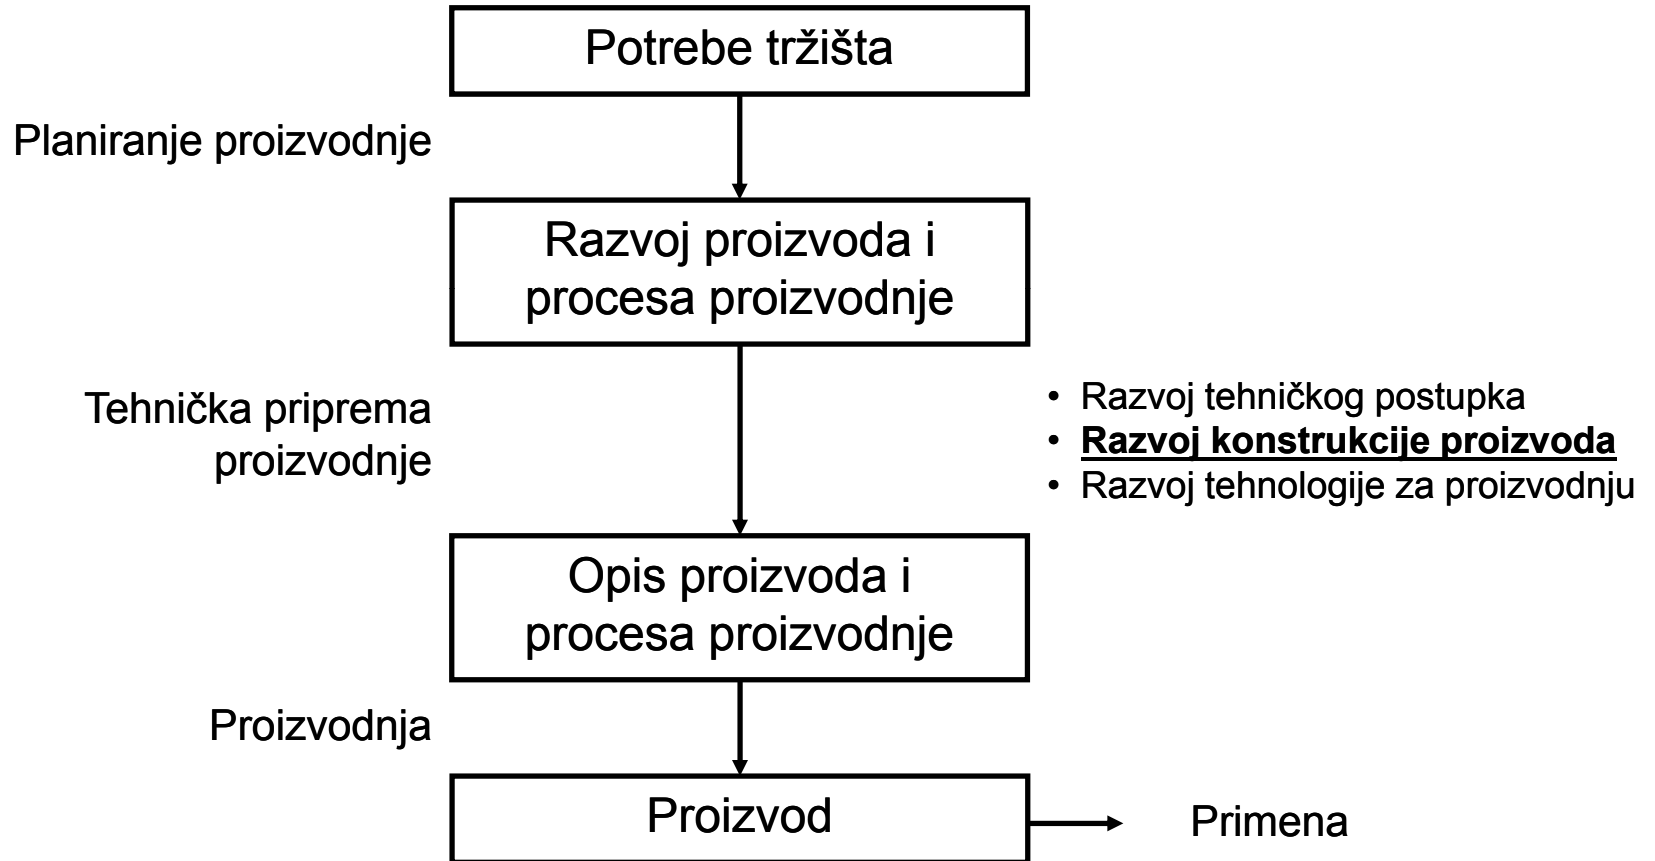 Potrebe tržišta
Planiranje proizvodnje
Razvoj proizvoda i
procesa proizvodnje
Tehnička priprema
proizvodnje
• Razvoj tehničkog postupka
• Razvoj konstrukcije proizvoda
• Razvoj tehnologije za proizvodnju
Opis proizvoda i
procesa proizvodnje
Proizvodnja
Proizvod
Primena